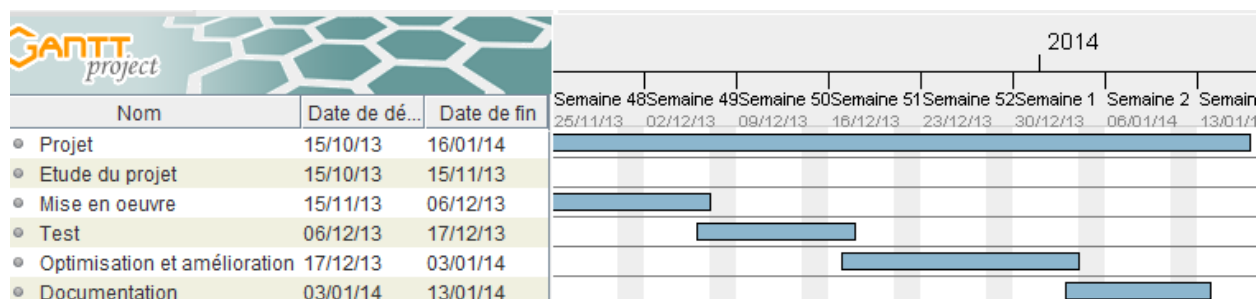 GANTT
project
2014
Semaine 48 Semaine 49 Semaine 50 Semaine 51 Semaine 52 Semaine 1 Semaine 2
25/11/13 02/12/13 09/12/13 16/12/13 23/12/13 30/12/13 06/01/14
Nom Date de dé... Date de fin
Projet 15/10/13 16/01/14
Etude du projet 15/10/13 15/11/13
Mise en oeuvre 15/11/13 06/12/13
Test 06/12/13 17/12/13
Optimisation et amélioration 17/12/13 03/01/14
Documentation 03/01/14 13/01/14